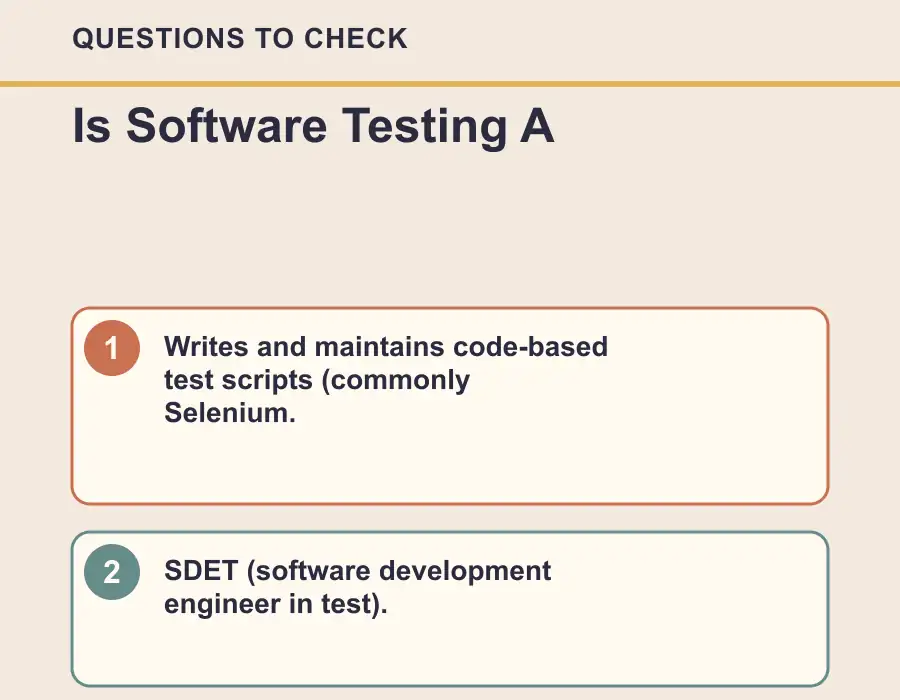 QUESTIONS TO CHECK
Is Software Testing A
1
Writes and maintains code-based
test scripts (commonly
Selenium.
2
SDET (software development
engineer in test).